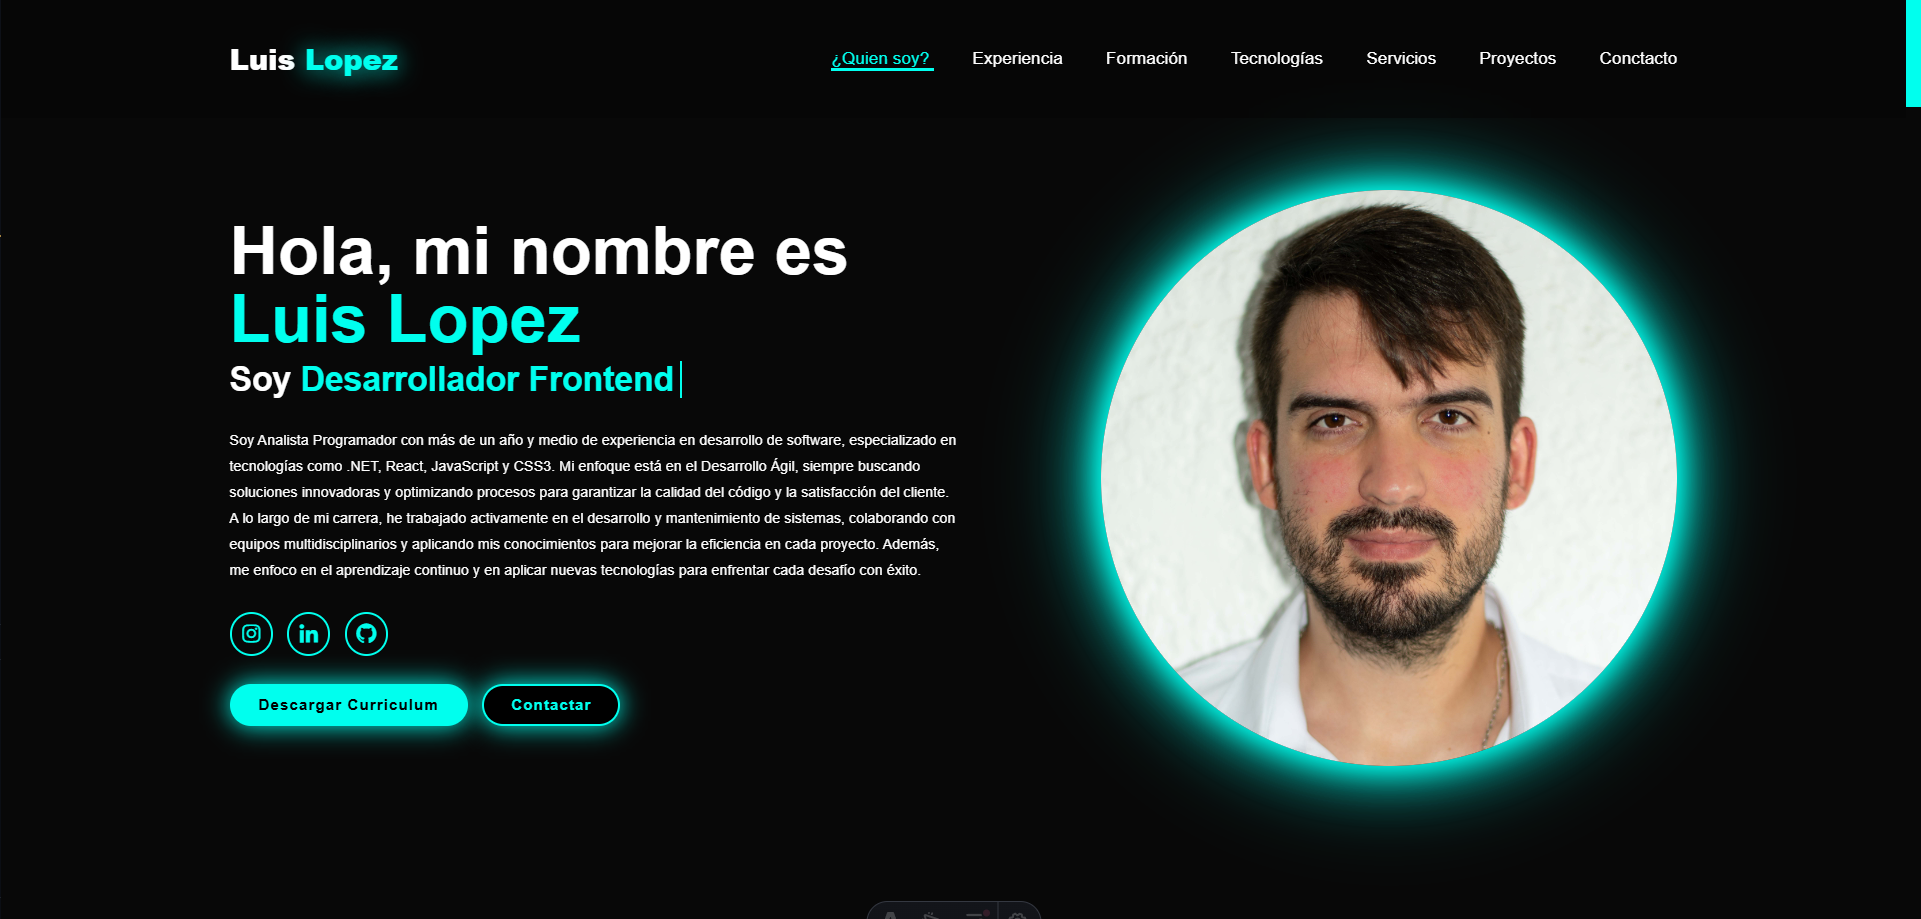 Luis Lopez
¿Quien soy? Experiencia Formación Tecnologías Servicios Proyectos Conctacto
Hola, mi nombre es
Luis Lopez
Soy Desarrollador Frontend
Soy Analista Programador con más de un año y medio de experiencia en desarrollo de software, especializado en
tecnologías como .NET, React, JavaScript y CSS3. Mi enfoque está en el Desarrollo Ágil, siempre buscando
soluciones innovadoras y optimizando procesos para garantizar la calidad del código y la satisfacción del cliente.
A lo largo de mi carrera, he trabajado activamente en el desarrollo y mantenimiento de sistemas, colaborando con
equipos multidisciplinarios y aplicando mis conocimientos para mejorar la eficiencia en cada proyecto. Además,
me enfoco en el aprendizaje continuo y en aplicar nuevas tecnologías para enfrentar cada desafío con éxito.
in
Descargar Curriculum Contactar